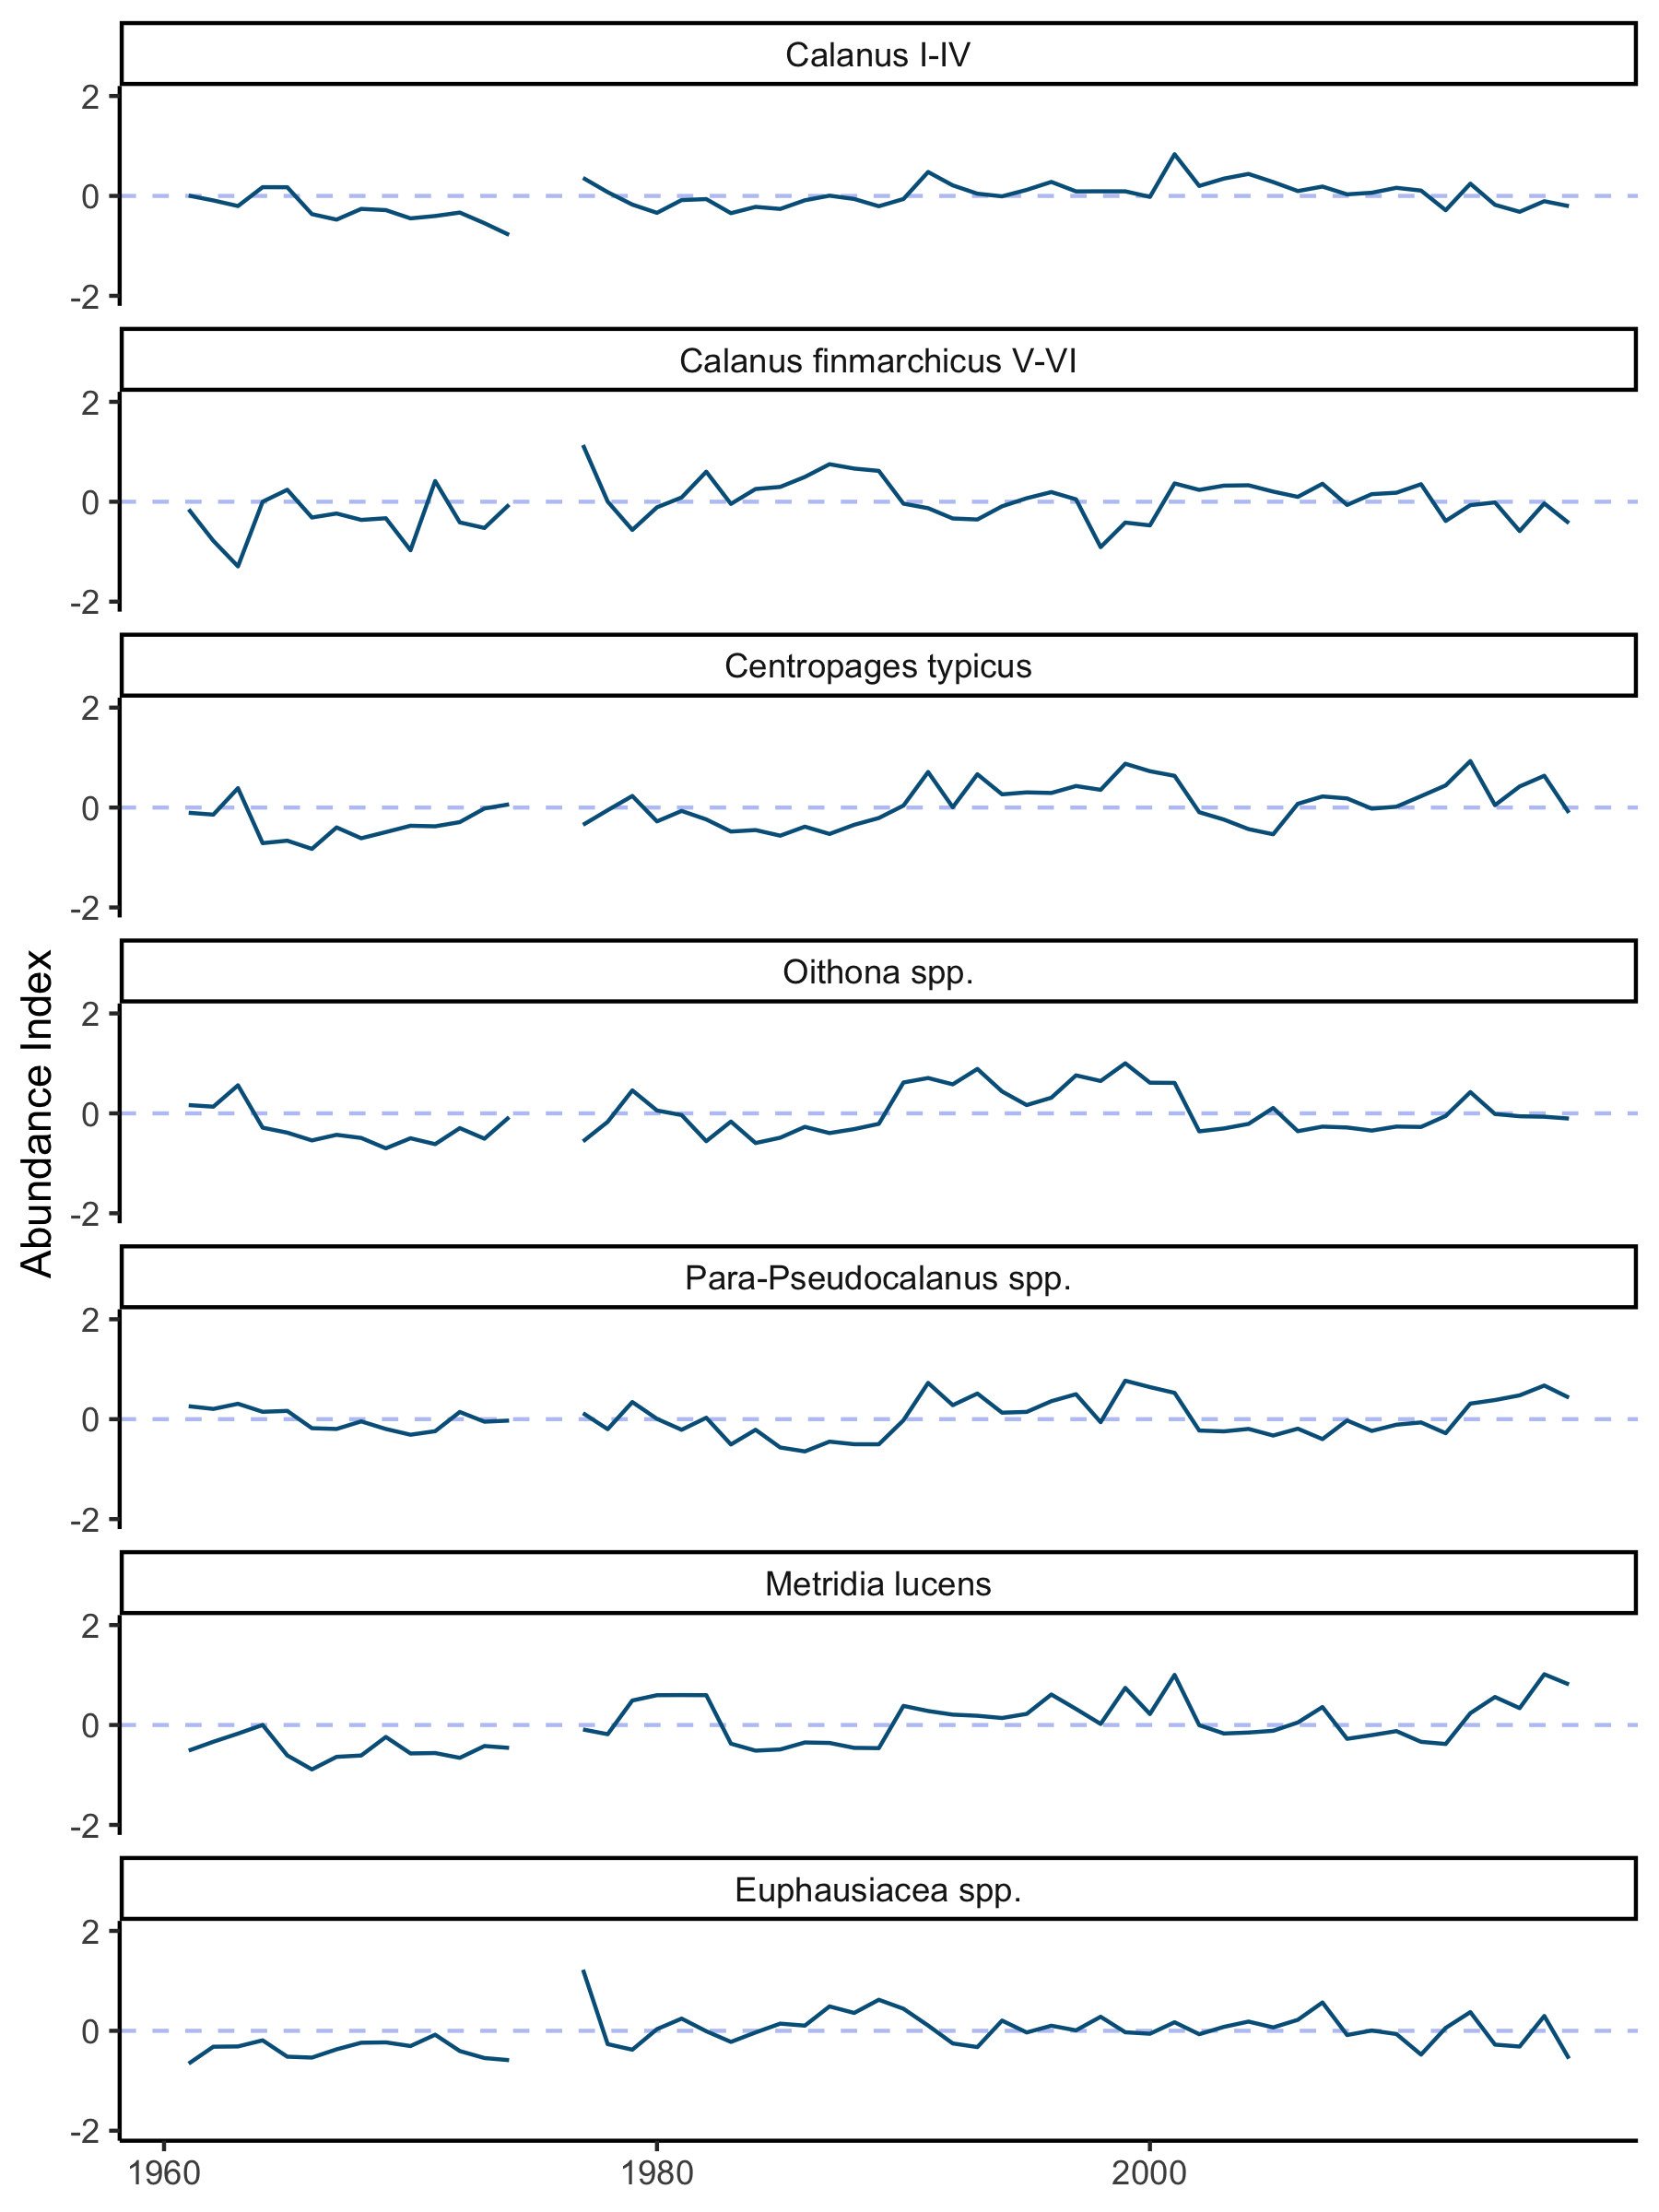 Calanus I-IV
2
0
-2
Calanus finmarchicus V-VI
2
0
-2
Centropages typicus
2
0
-2
Oithona spp.
2
0
-2
Abundance Index
Para-Pseudocalanus spp.
2
0
-2
Metridia lucens
2
0
-2
Euphausiacea spp.
2
0
-2
1960 1980 2000